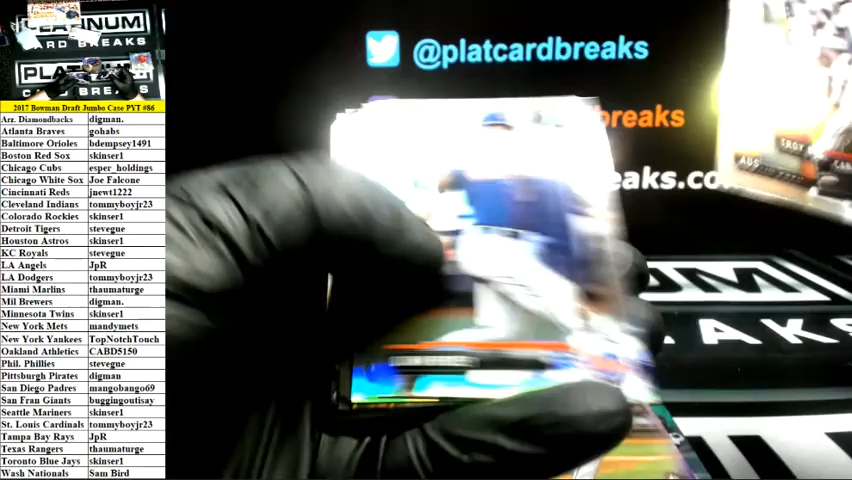 PLATINUM
CARD BREAKS
PLATINUM
2017 Bowman Draft Jumbo Case PYT #86
Arz. Diamondbacks digman.
Atlanta Braves gohabs
Baltimore Orioles bdempsey1491
Boston Red Sox skinser1
Chicago Cubs esper_holdings
Chicago White Sox Joe Falcone
Cincinnati Reds jnewt1222
Cleveland Indians tommyboyjr23
Colorado Rockies skinser1
Detroit Tigers stevegue
Houston Astros skinser1
KC Royals stevegue
LA Angels JpR
LA Dodgers tommyboyjr23
Miami Marlins thaumaturge
Mil Brewers digman.
Minnesota Twins skinser1
New York Mets mandymets
New York Yankees TopNotchTouch
Oakland Athletics CABD5150
Phil. Phillies stevegue
Pittsburgh Pirates digman
San Diego Padres mangobango69
San Fran Giants buggingoutisay
Seattle Mariners skinser1
St. Louis Cardinals tommyboyjr23
Tampa Bay Rays JpR
Texas Rangers thaumaturge
Toronto Blue Jays skinser1
Wash Nationals Sam Bird
@platcardbreaks
breaks
eaks.com
NUM
REAKS